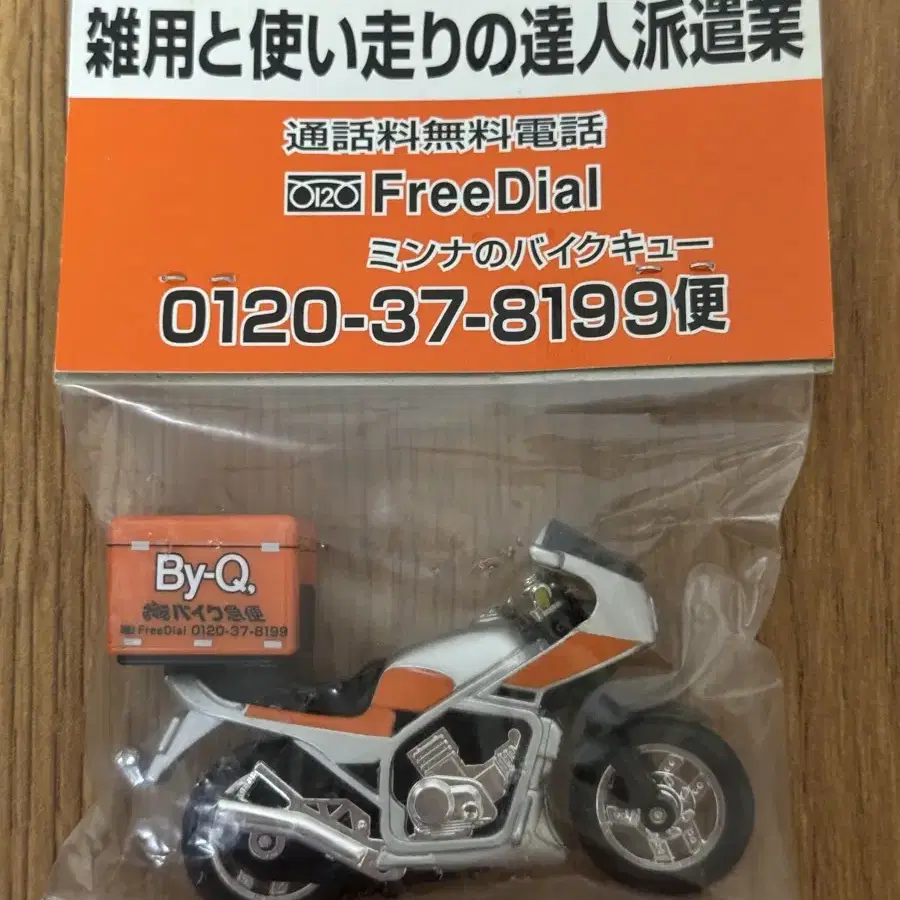 雑用と使い走りの達人派遣業
通話料無料電話
0120 FreeDial
ミンナのバイクキュー
0120-37-8199便
By-Q,
バイク急便
FreeDial 0120-37-8199